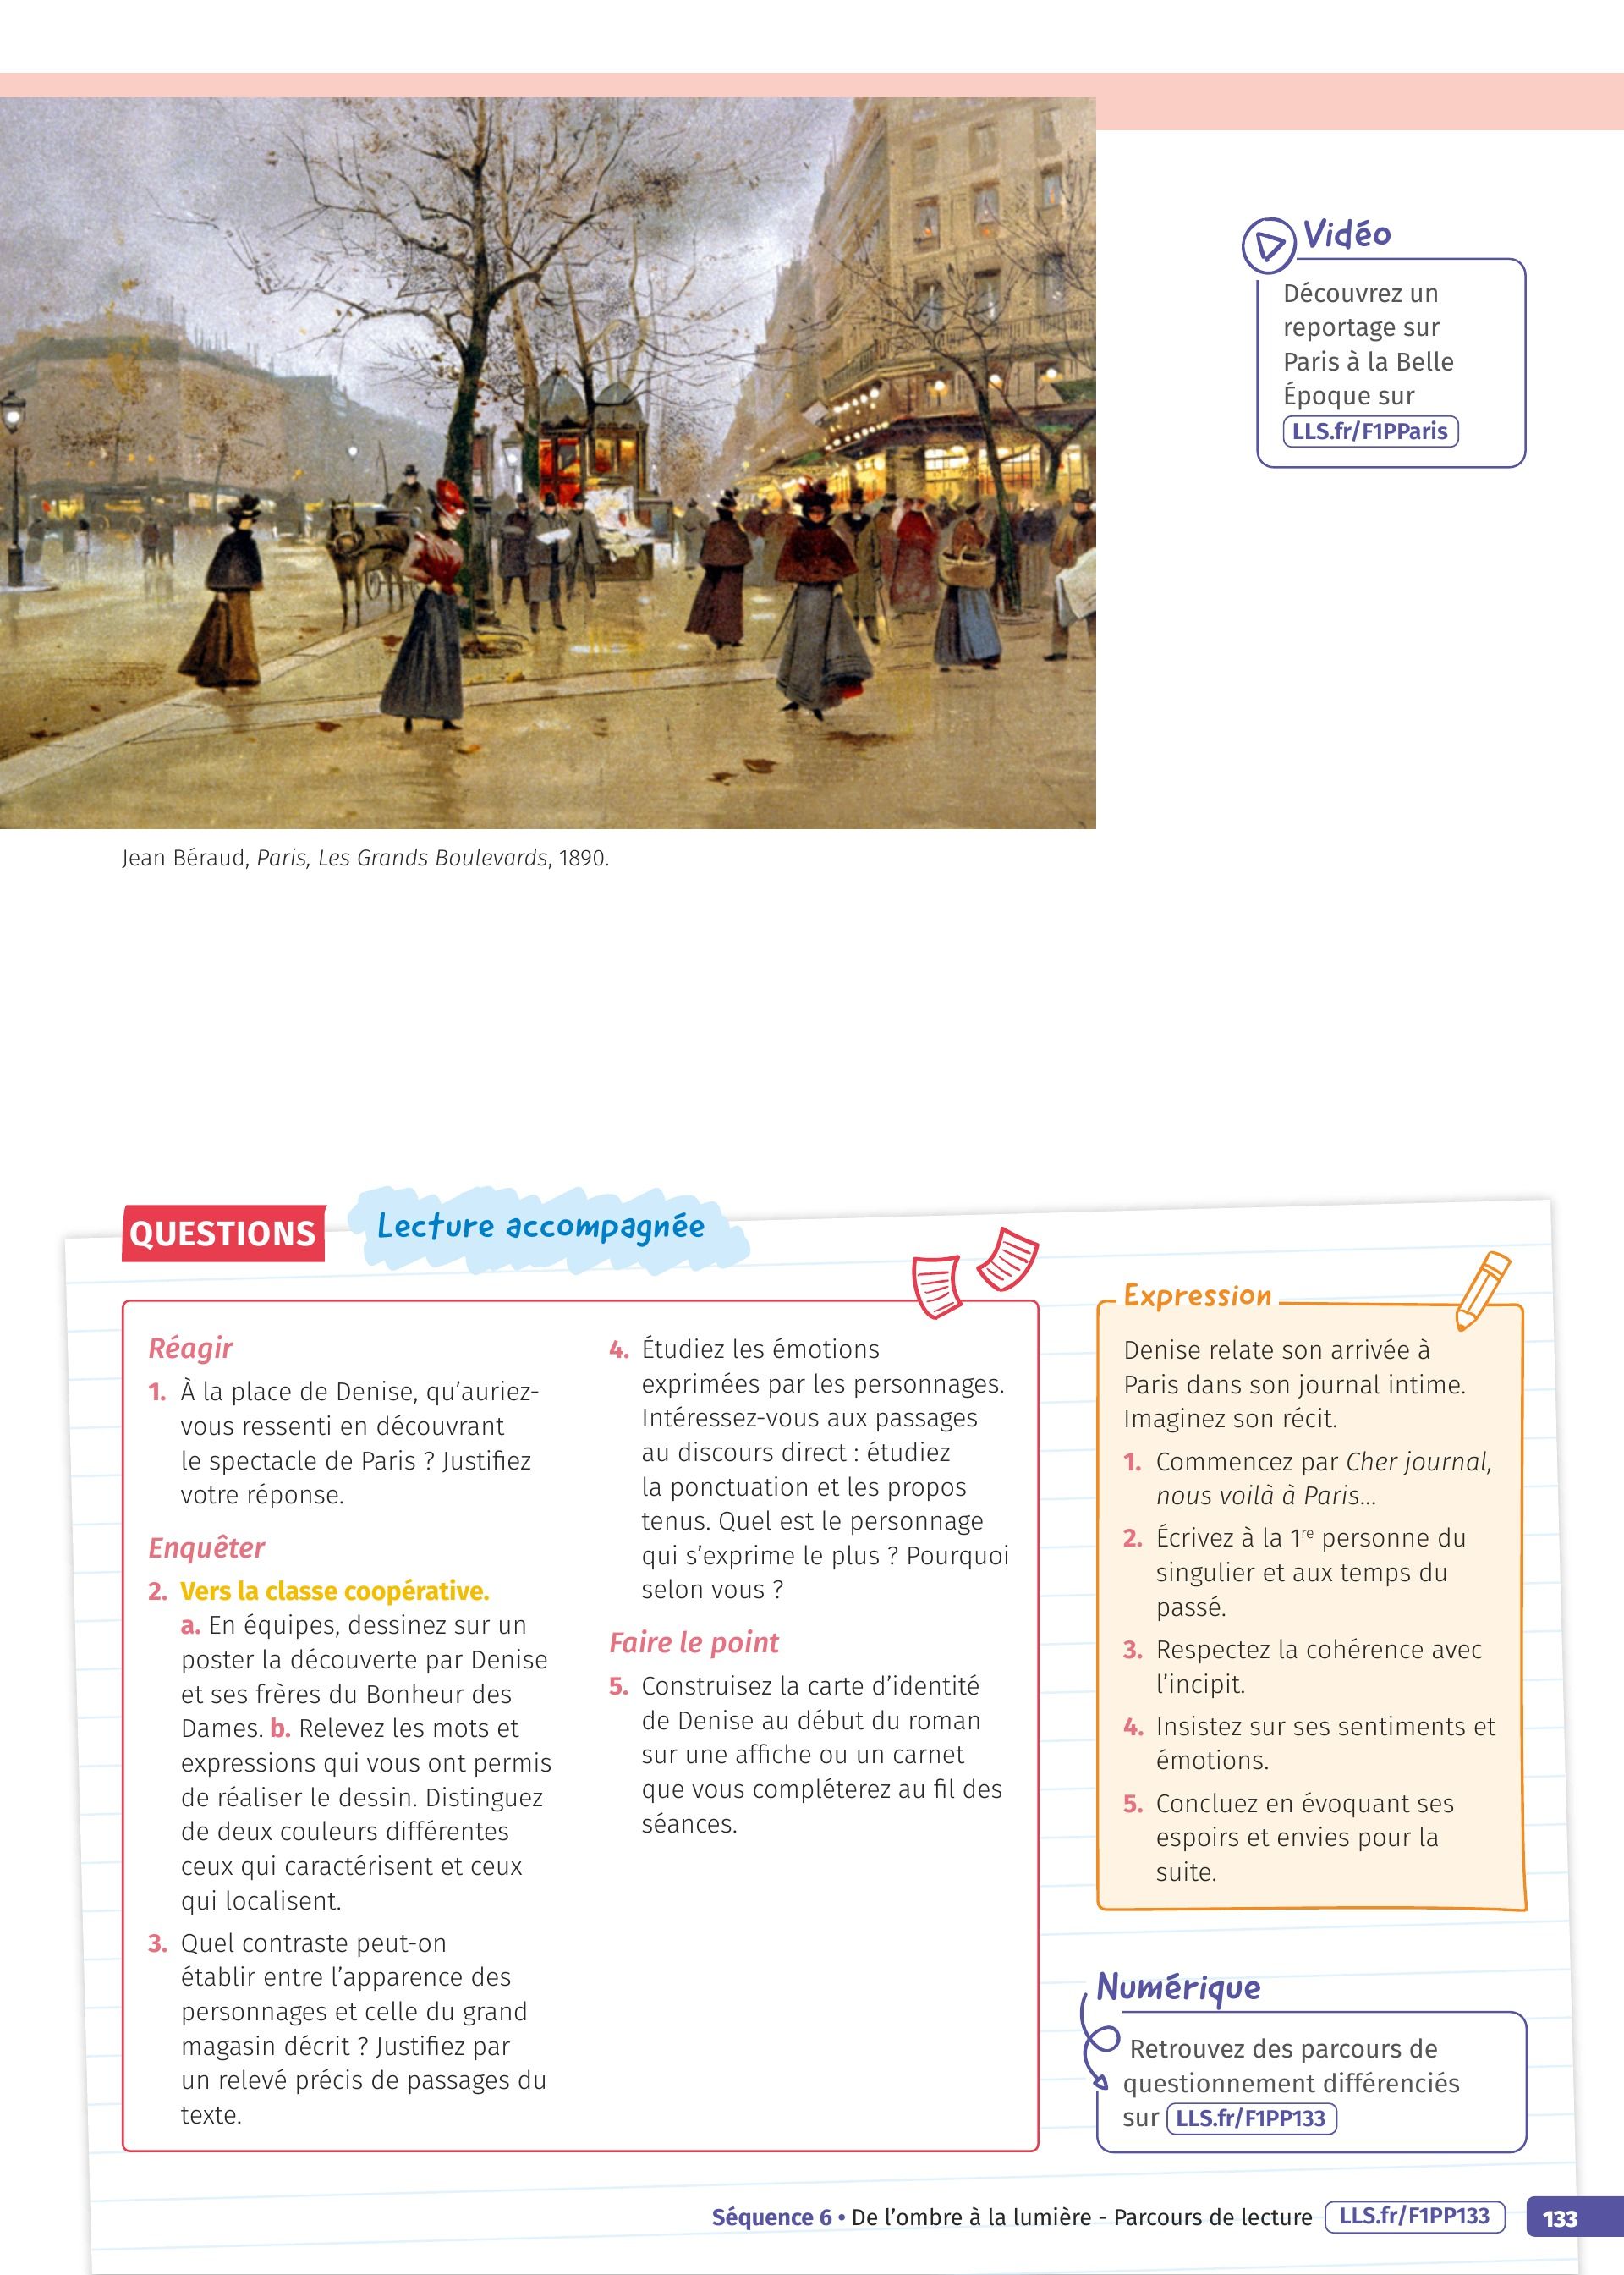 Vidéo
Découvrez un
reportage sur
Paris à la Belle
Époque sur
LLS.fr/F1PParis
Jean Béraud, Paris, Les Grands Boulevards, 1890.
QUESTIONS
Lecture accompagnée
Réagir
1. À la place de Denise, qu’auriez-
vous ressenti en découvrant
le spectacle de Paris ? Justifiez
votre réponse.
Enquêter
2. Vers la classe coopérative.
a. En équipes, dessinez sur un
poster la découverte par Denise
et ses frères du Bonheur des
Dames. b. Relevez les mots et
expressions qui vous ont permis
de réaliser le dessin. Distinguez
de deux couleurs différentes
ceux qui caractérisent et ceux
qui localisent.
3. Quel contraste peut-on
établir entre l’apparence des
personnages et celle du grand
magasin décrit ? Justifiez par
un relevé précis de passages du
texte.
4. Étudiez les émotions
exprimées par les personnages.
Intéressez-vous aux passages
au discours direct : étudiez
la ponctuation et les propos
tenus. Quel est le personnage
qui s’exprime le plus ? Pourquoi
selon vous ?
Faire le point
5. Construisez la carte d’identité
de Denise au début du roman
sur une affiche ou un carnet
que vous compléterez au fil des
séances.
Expression
Denise relate son arrivée à
Paris dans son journal intime.
Imaginez son récit.
1. Commencez par Cher journal,
nous voilà à Paris...
2. Écrivez à la 1re personne du
singulier et aux temps du
passé.
3. Respectez la cohérence avec
l’incipit.
4. Insistez sur ses sentiments et
émotions.
5. Concluez en évoquant ses
espoirs et envies pour la
suite.
Numérique
Retrouvez des parcours de
questionnement différenciés
sur LLS.fr/F1PP133
Séquence 6 • De l’ombre à la lumière - Parcours de lecture LLS.fr/F1PP133 133